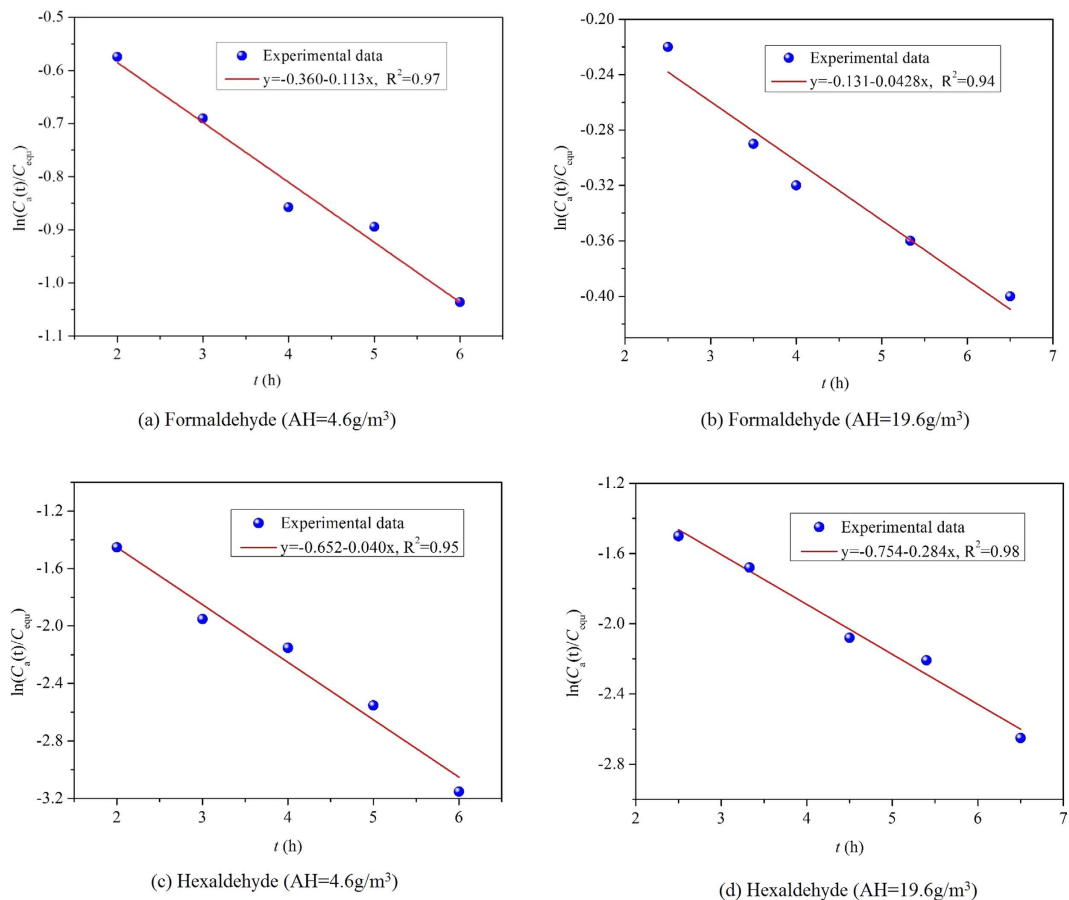 -0.5
-0.6
-0.7
-0.8
-0.9
-1.0
-1.1
ln(Cₐ(t)/Cₑqᵤ)
Experimental data
y=-0.360-0.113x, R²=0.97
2 3 4 5 6
t (h)
(a) Formaldehyde (AH=4.6g/m³)
-0.20
-0.24
-0.28
-0.32
-0.36
-0.40
ln(Cₐ(t)/Cₑqᵤ)
Experimental data
y=-0.131-0.0428x, R²=0.94
2 3 4 5 6 7
t (h)
(b) Formaldehyde (AH=19.6g/m³)
-1.2
-1.6
-2.0
-2.4
-2.8
-3.2
ln(Cₐ(t)/Cₑqᵤ)
Experimental data
y=-0.652-0.040x, R²=0.95
2 3 4 5 6
t (h)
(c) Hexaldehyde (AH=4.6g/m³)
-1.2
-1.6
-2.0
-2.4
-2.8
ln(Cₐ(t)/Cₑqᵤ)
Experimental data
y=-0.754-0.284x, R²=0.98
2 3 4 5 6 7
t (h)
(d) Hexaldehyde (AH=19.6g/m³)